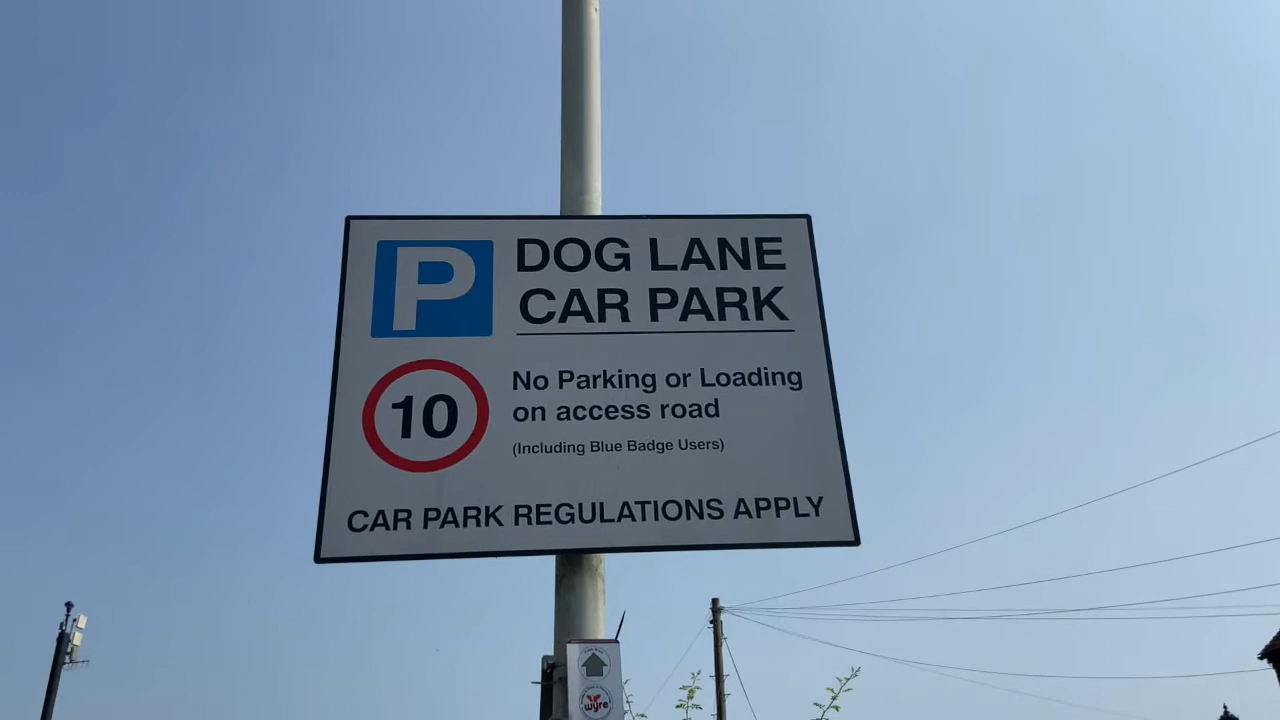 P
DOG LANE
CAR PARK
10
No Parking or Loading
on access road
(Including Blue Badge Users)
CAR PARK REGULATIONS APPLY
wyre